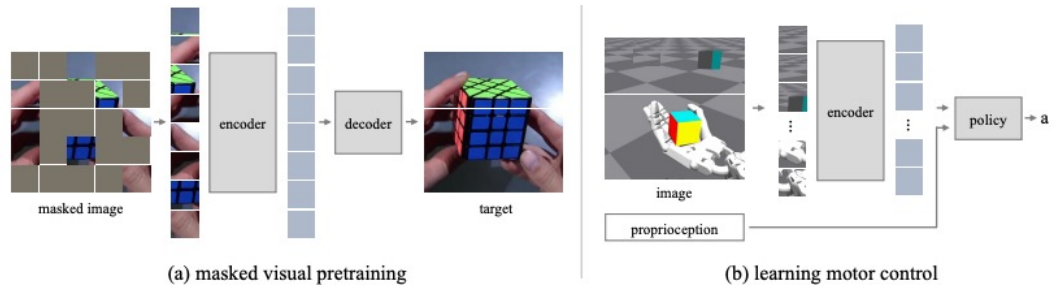 encoder
decoder
masked image
target
(a) masked visual pretraining
encoder
policy
a
image
proprioception
(b) learning motor control